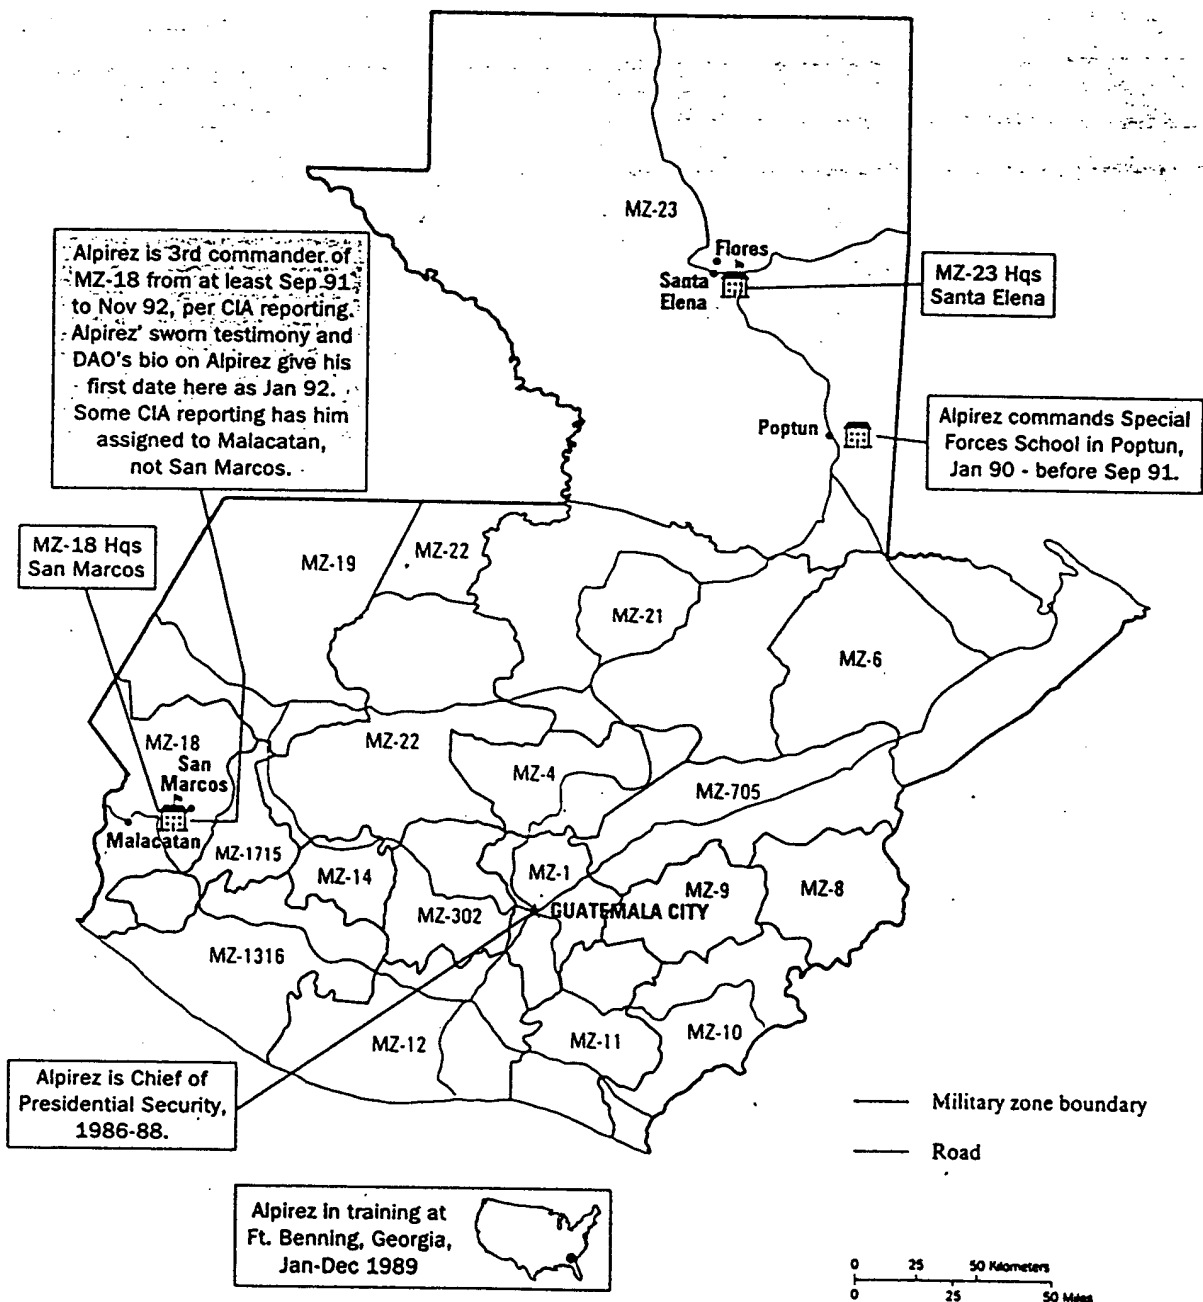 MZ-23
Flores
Santa
Elena
MZ-23 Hqs
Santa Elena
Alpirez is 3rd commander of
MZ-18 from at least Sep 91
to Nov 92, per CIA reporting.
Alpirez' sworn testimony and
DAO's bio on Alpirez give his
first date here as Jan 92.
Some CIA reporting has him
assigned to Malacatan,
not San Marcos.
Poptun
Alpirez commands Special
Forces School in Poptun,
Jan 90 - before Sep 91.
MZ-18 Hqs
San Marcos
MZ-19
MZ-22
MZ-21
MZ-6
MZ-18
San
Marcos
MZ-22
MZ-4
MZ-705
Malacatan
MZ-1715
MZ-14
MZ-1
MZ-9
MZ-8
MZ-302
GUATEMALA CITY
MZ-1316
MZ-12
MZ-11
MZ-10
Alpirez is Chief of
Presidential Security,
1986-88.
Military zone boundary
Road
Alpirez in training at
Ft. Benning, Georgia,
Jan-Dec 1989
0 25 50 Kilometers
0 25 50 Miles